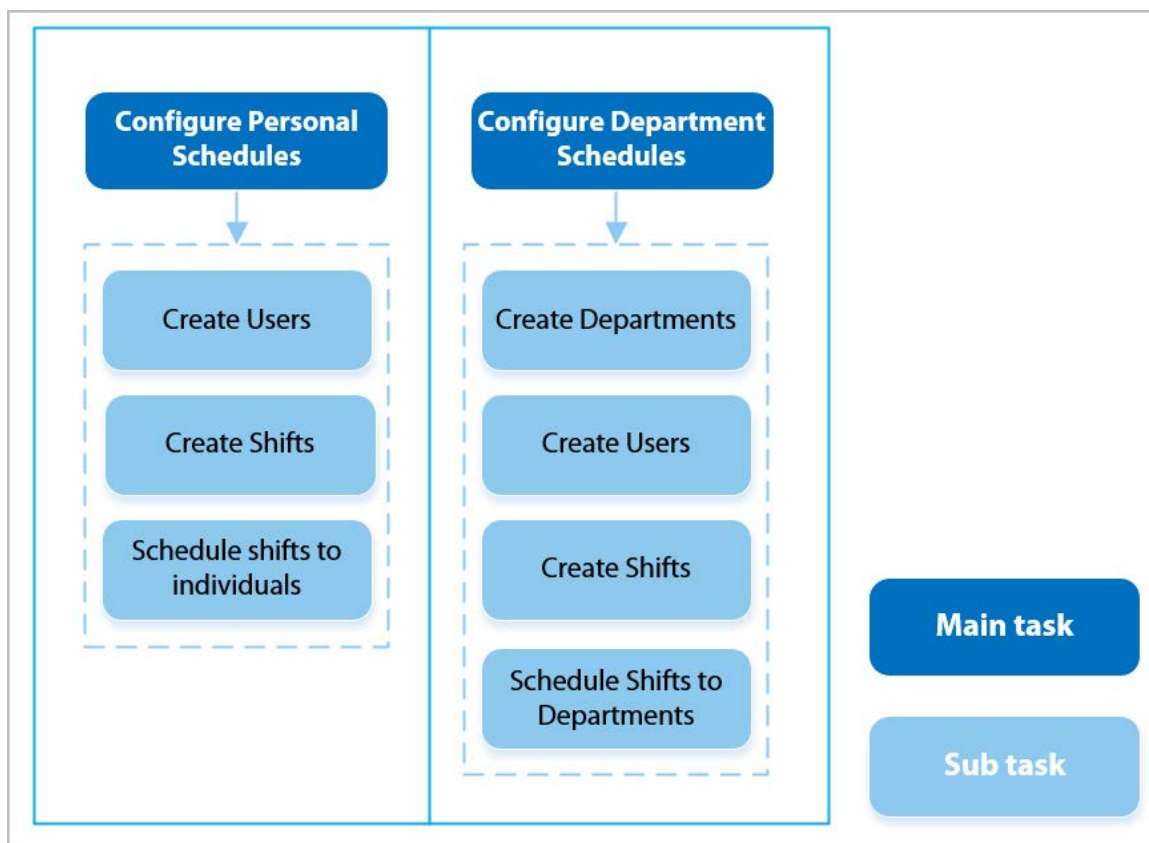 Configure Personal
Schedules
Create Users
Create Shifts
Schedule shifts to
individuals
Configure Department
Schedules
Create Departments
Create Users
Create Shifts
Schedule Shifts to
Departments
Main task
Sub task